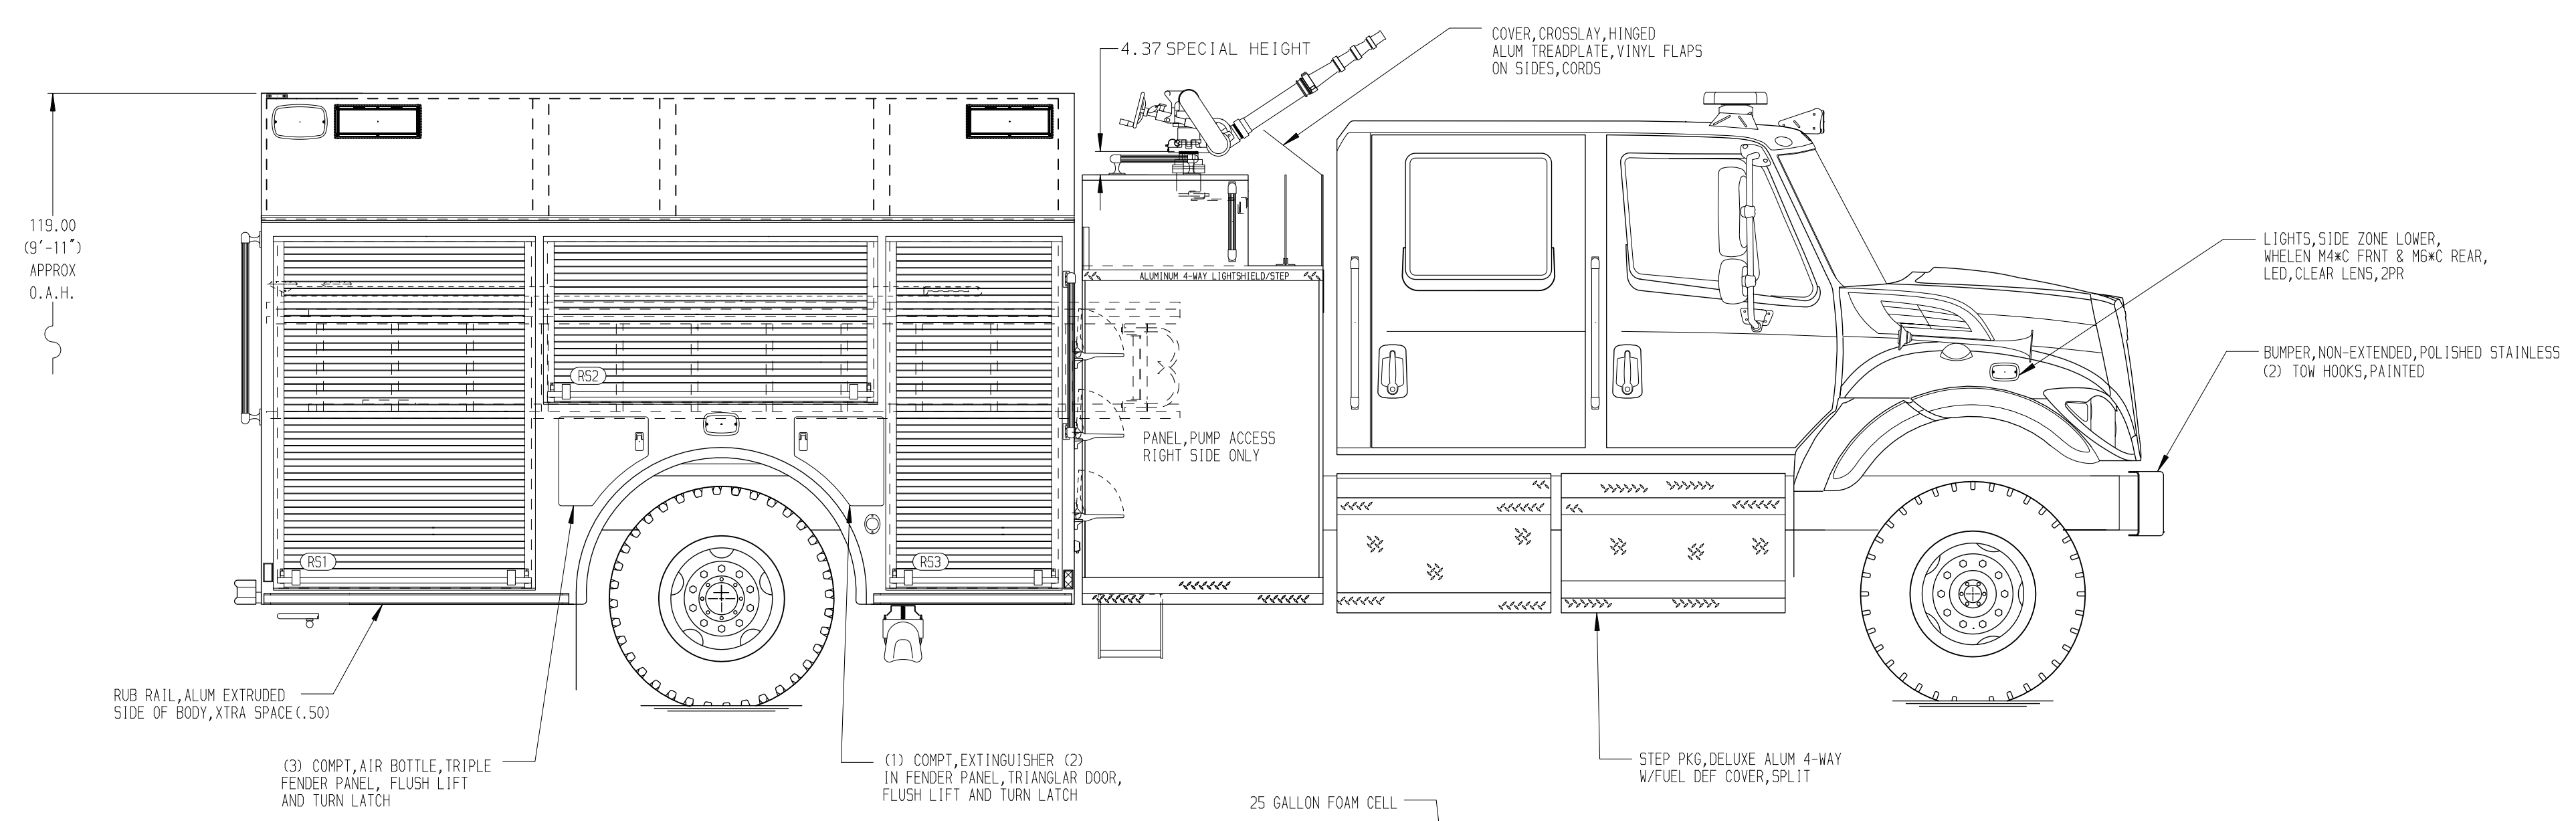 COVER,CROSSLAY,HINGED
ALUM TREADPLATE,VINYL FLAPS
ON SIDES,CORDS
4.37 SPECIAL HEIGHT
119.00
(9'-11")
APPROX
O.A.H.
LIGHTS,SIDE ZONE LOWER,
WHELEN M4*C FRNT & M6*C REAR,
LED,CLEAR LENS,2PR
ALUMINUM 4-WAY LIGHTSHIELD/STEP
BUMPER,NON-EXTENDED,POLISHED STAINLESS
(2) TOW HOOKS,PAINTED
RS2
PANEL,PUMP ACCESS
RIGHT SIDE ONLY
RS1
RS3
RUB RAIL,ALUM EXTRUDED
SIDE OF BODY,XTRA SPACE(.50)
(3) COMPT,AIR BOTTLE,TRIPLE
FENDER PANEL, FLUSH LIFT
AND TURN LATCH
(1) COMPT,EXTINGUISHER (2)
IN FENDER PANEL,TRIANGLAR DOOR,
FLUSH LIFT AND TURN LATCH
STEP PKG,DELUXE ALUM 4-WAY
W/FUEL DEF COVER,SPLIT
25 GALLON FOAM CELL